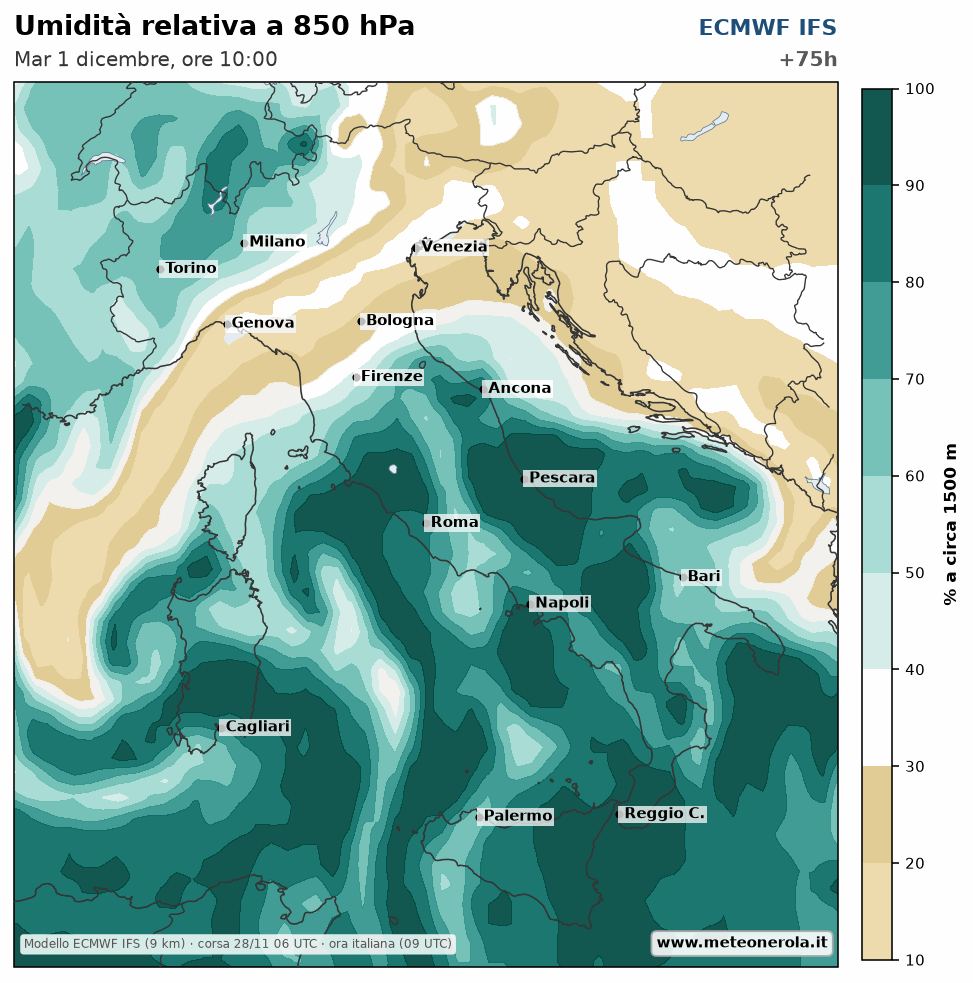 Umidità relativa a 850 hPa
ECMWF IFS
Mar 1 dicembre, ore 10:00
+75h
100
90
80
70
60
50
40
30
20
10
% a circa 1500 m
Milano
Venezia
Torino
Genova
Bologna
Firenze
Ancona
Pescara
Roma
Bari
Napoli
Cagliari
Palermo
Reggio C.
Modello ECMWF IFS (9 km) · corsa 28/11 06 UTC · ora italiana (09 UTC)
www.meteonerola.it